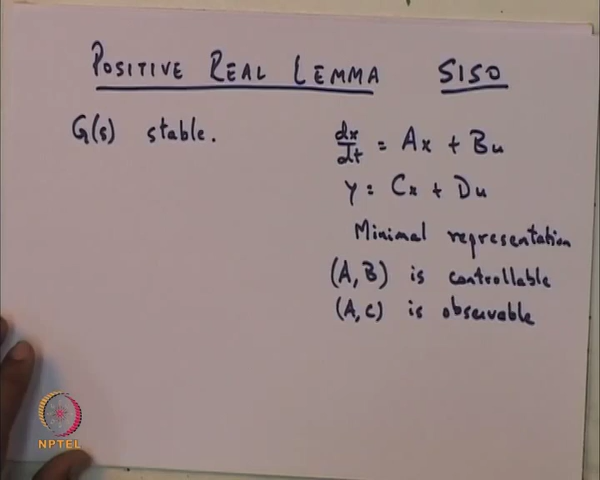 POSITIVE REAL LEMMA SISO
G(s) stable.
dx/dt = Ax + Bu
y = Cx + Du
Minimal representation
(A, B) is controllable
(A, C) is observable
NPTEL